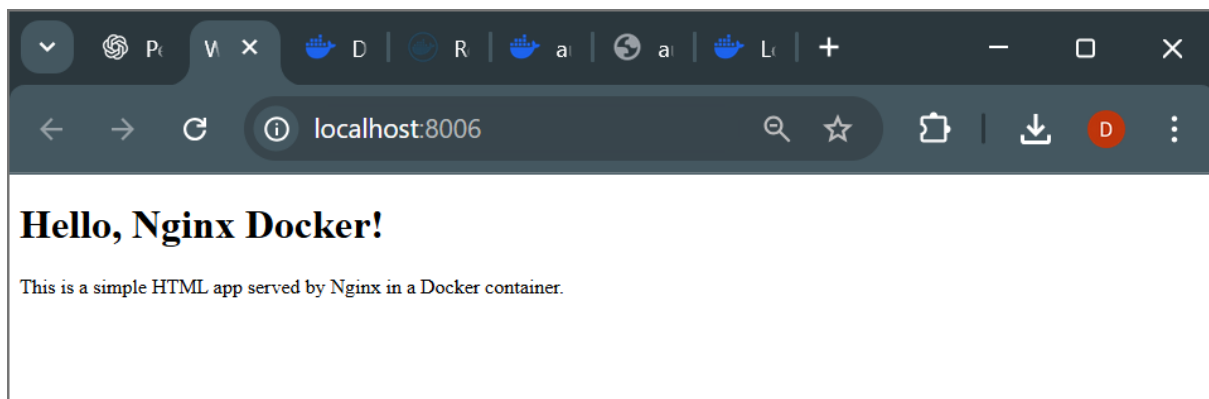 localhost:8006
D
Hello, Nginx Docker!
This is a simple HTML app served by Nginx in a Docker container.